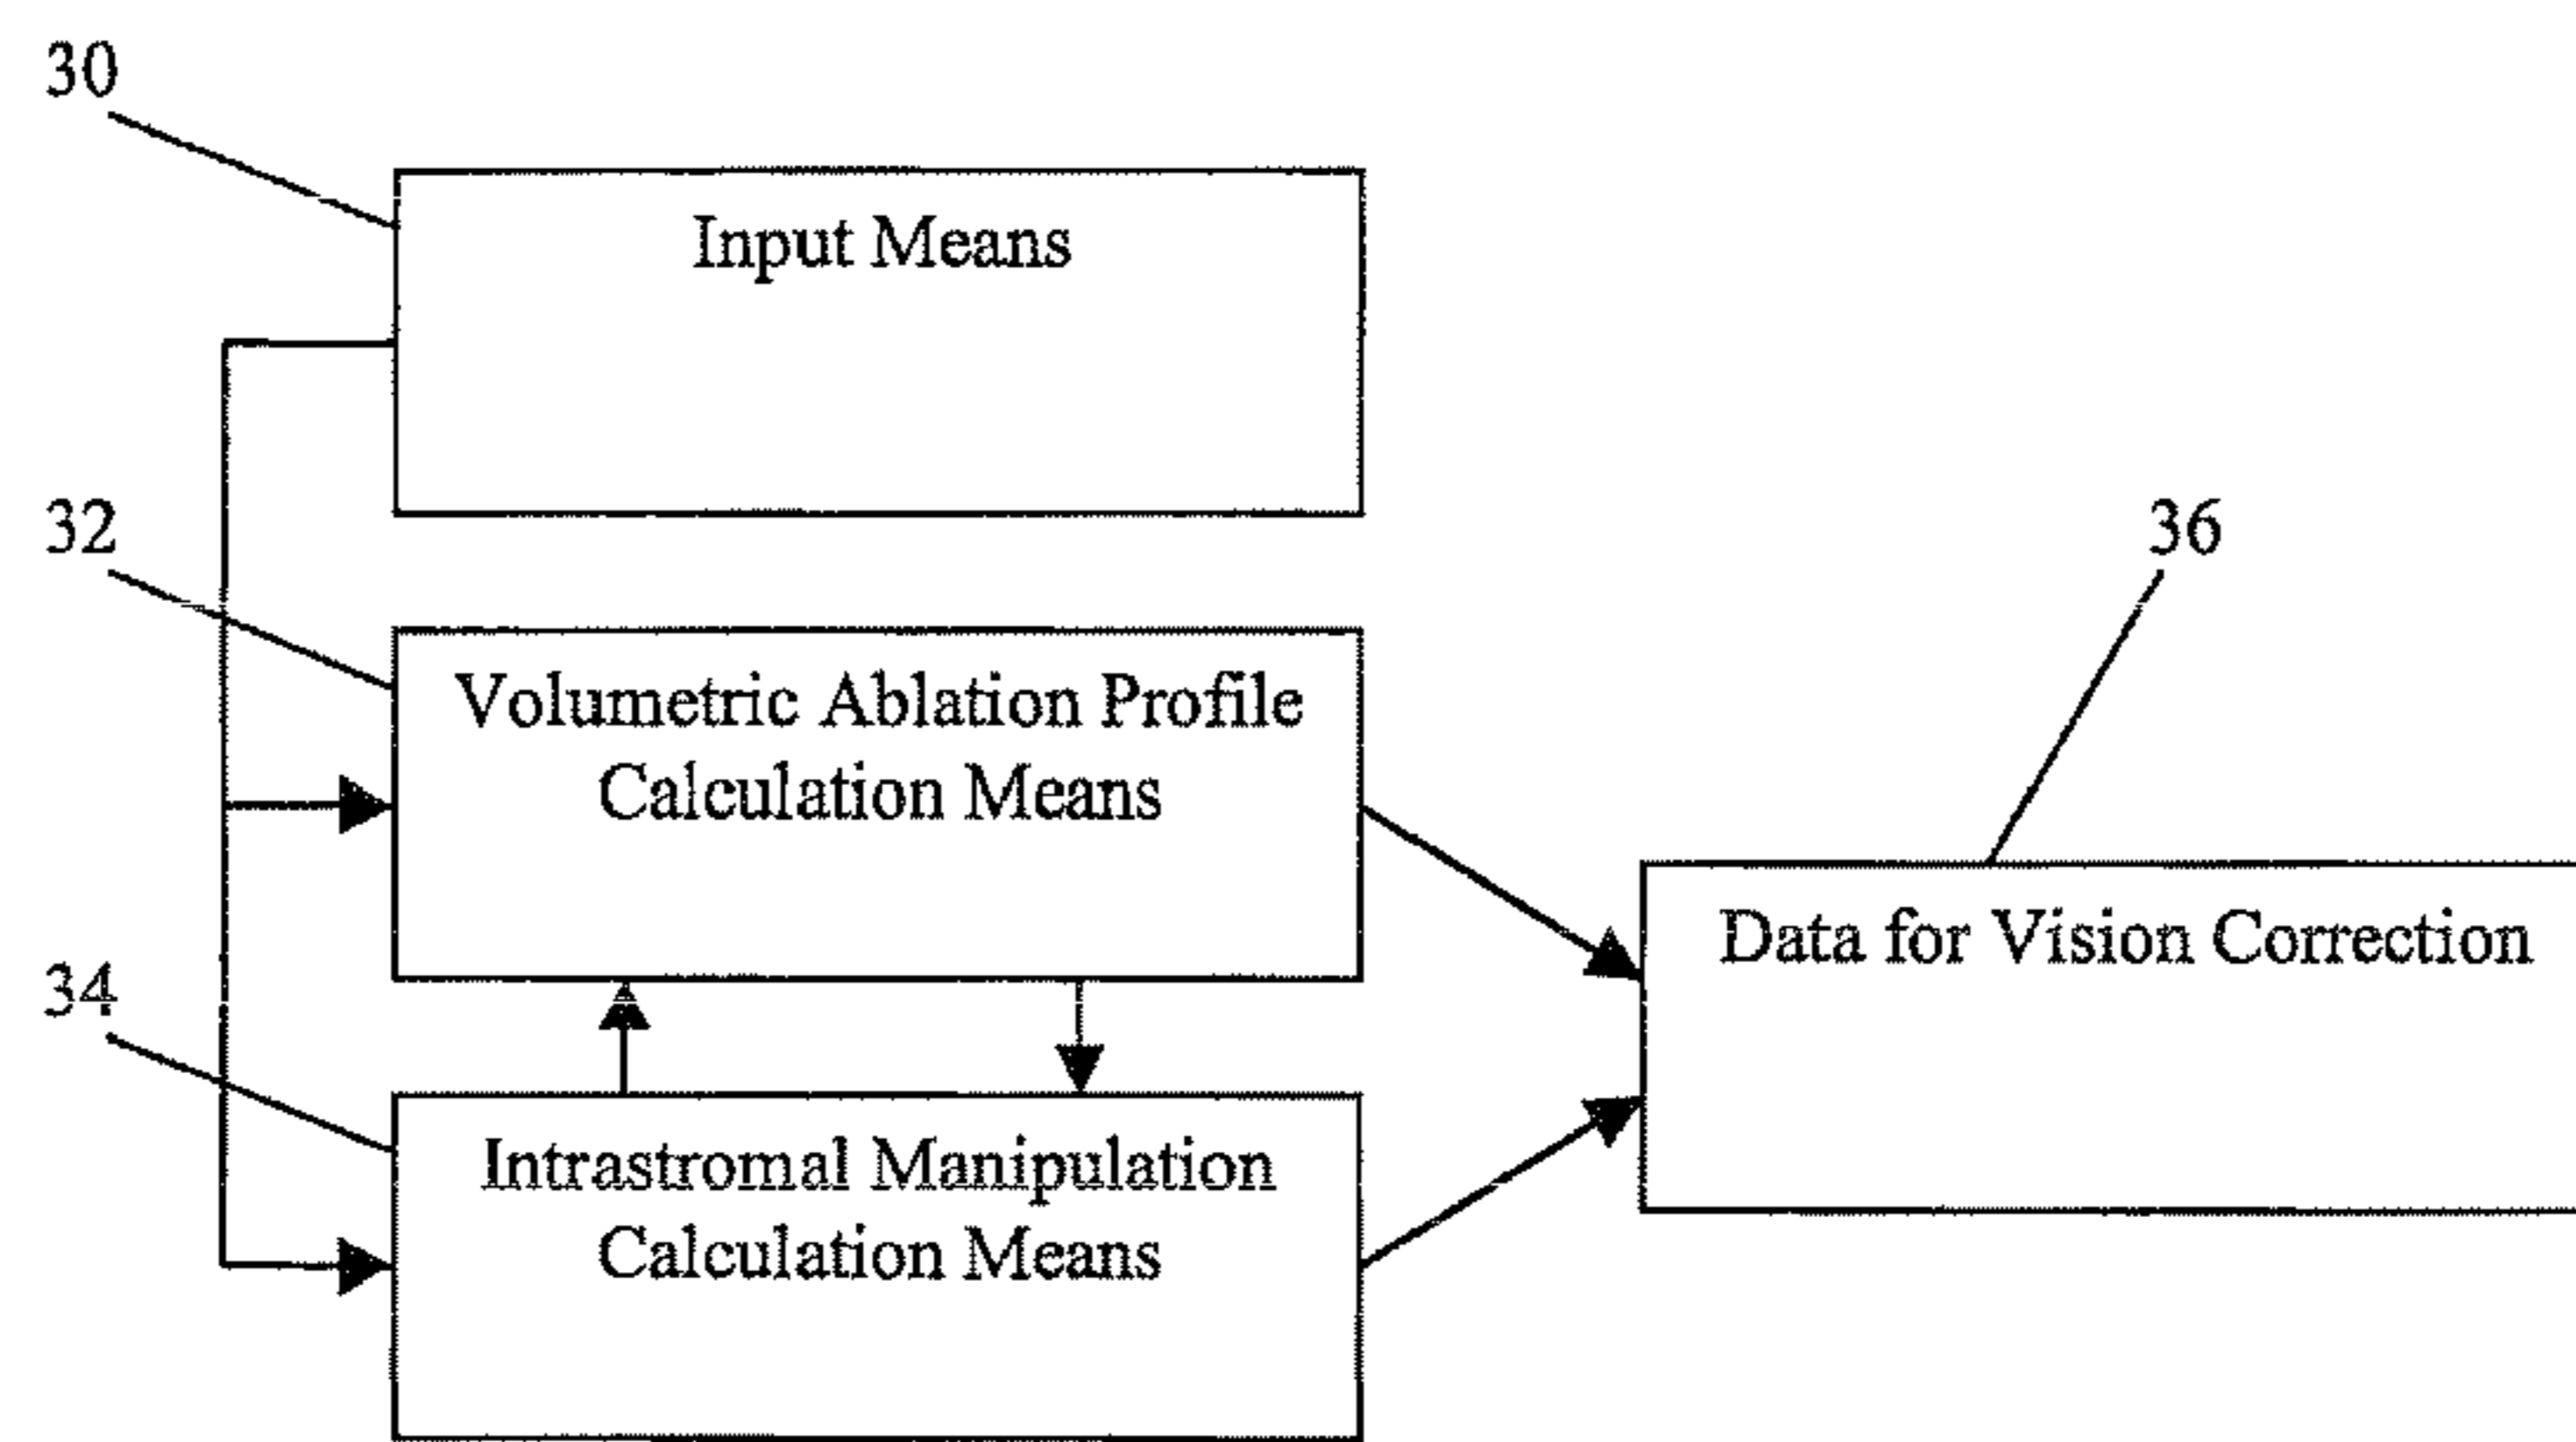 30
Input Means
32
36
Volumetric Ablation Profile
Calculation Means
Data for Vision Correction
34
Intrastromal Manipulation
Calculation Means